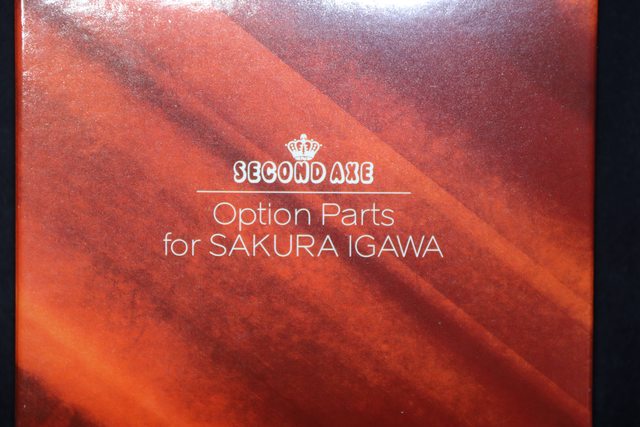 SECOND AXE
Option Parts
for SAKURA IGAWA